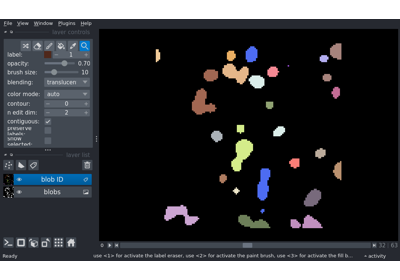 File View Window Plugins Help
layer controls
label: 1
opacity: 0.70
brush size: 10
blending: translucen
color mode: auto
contour: 0
n edit dim: 2
contiguous:
preserve labels:
show selected:
layer list
blob ID
blobs
32 63
Ready
use <1> for activate the label eraser, use <2> for activate the paint brush, use <3> for activate the fill b...
activity